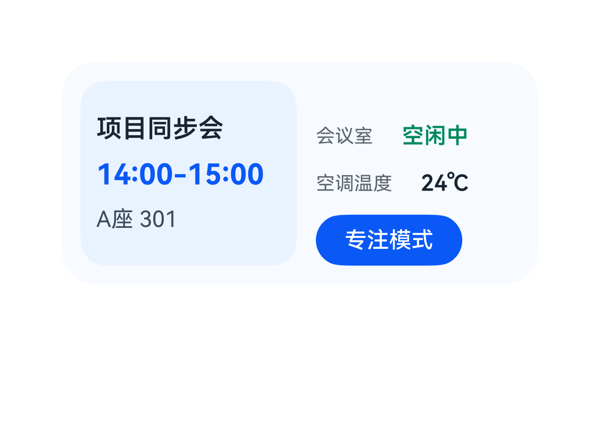 项目同步会
14:00-15:00
A座 301
会议室 空闲中
空调温度 24℃
专注模式